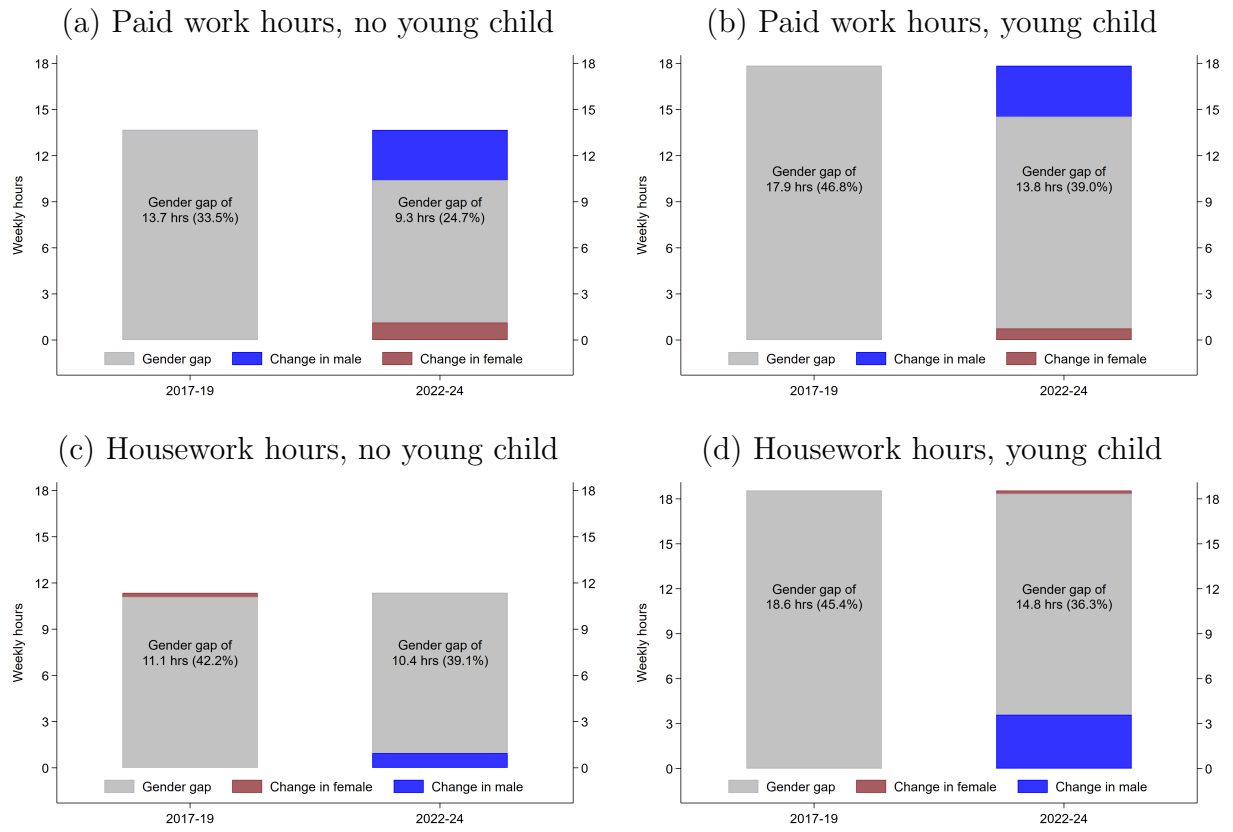 (a) Paid work hours, no young child
18
15
12
9
6
3
0
Weekly hours
Gender gap of
13.7 hrs (33.5%)
Gender gap of
9.3 hrs (24.7%)
18
15
12
9
6
3
0
Gender gap
Change in male
Change in female
2017-19
2022-24
(b) Paid work hours, young child
18
15
12
9
6
3
0
Weekly hours
Gender gap of
17.9 hrs (46.8%)
Gender gap of
13.8 hrs (39.0%)
18
15
12
9
6
3
0
Gender gap
Change in male
Change in female
2017-19
2022-24
(c) Housework hours, no young child
18
15
12
9
6
3
0
Weekly hours
Gender gap of
11.1 hrs (42.2%)
Gender gap of
10.4 hrs (39.1%)
18
15
12
9
6
3
0
Gender gap
Change in female
Change in male
2017-19
2022-24
(d) Housework hours, young child
18
15
12
9
6
3
0
Weekly hours
Gender gap of
18.6 hrs (45.4%)
Gender gap of
14.8 hrs (36.3%)
18
15
12
9
6
3
0
Gender gap
Change in female
Change in male
2017-19
2022-24